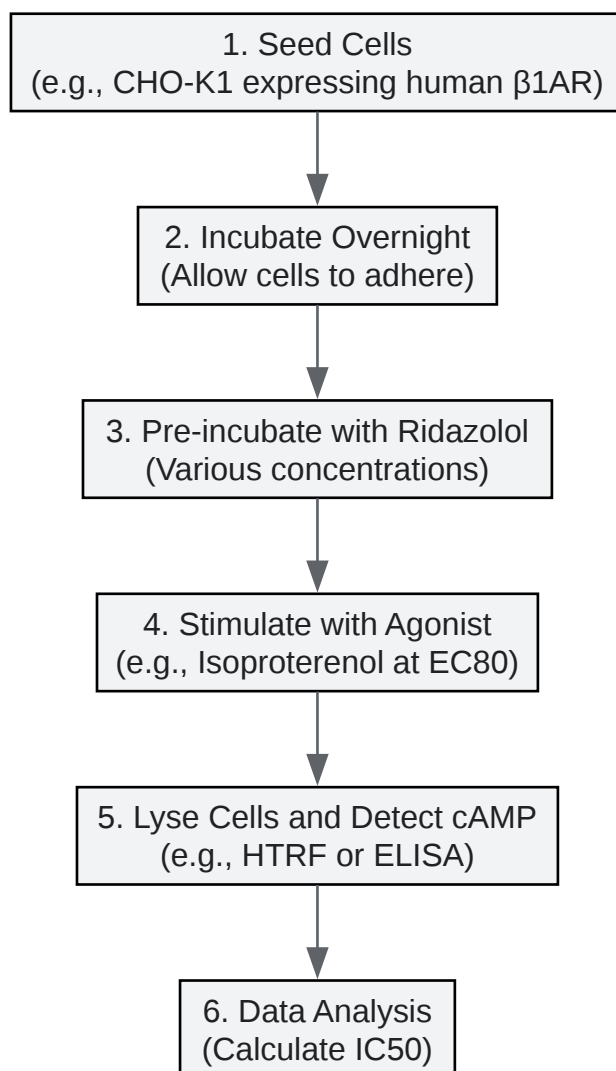 1. Seed Cells
(e.g., CHO-K1 expressing human β1AR)
2. Incubate Overnight
(Allow cells to adhere)
3. Pre-incubate with Ridazolol
(Various concentrations)
4. Stimulate with Agonist
(e.g., Isoproterenol at EC80)
5. Lyse Cells and Detect cAMP
(e.g., HTRF or ELISA)
6. Data Analysis
(Calculate IC50)